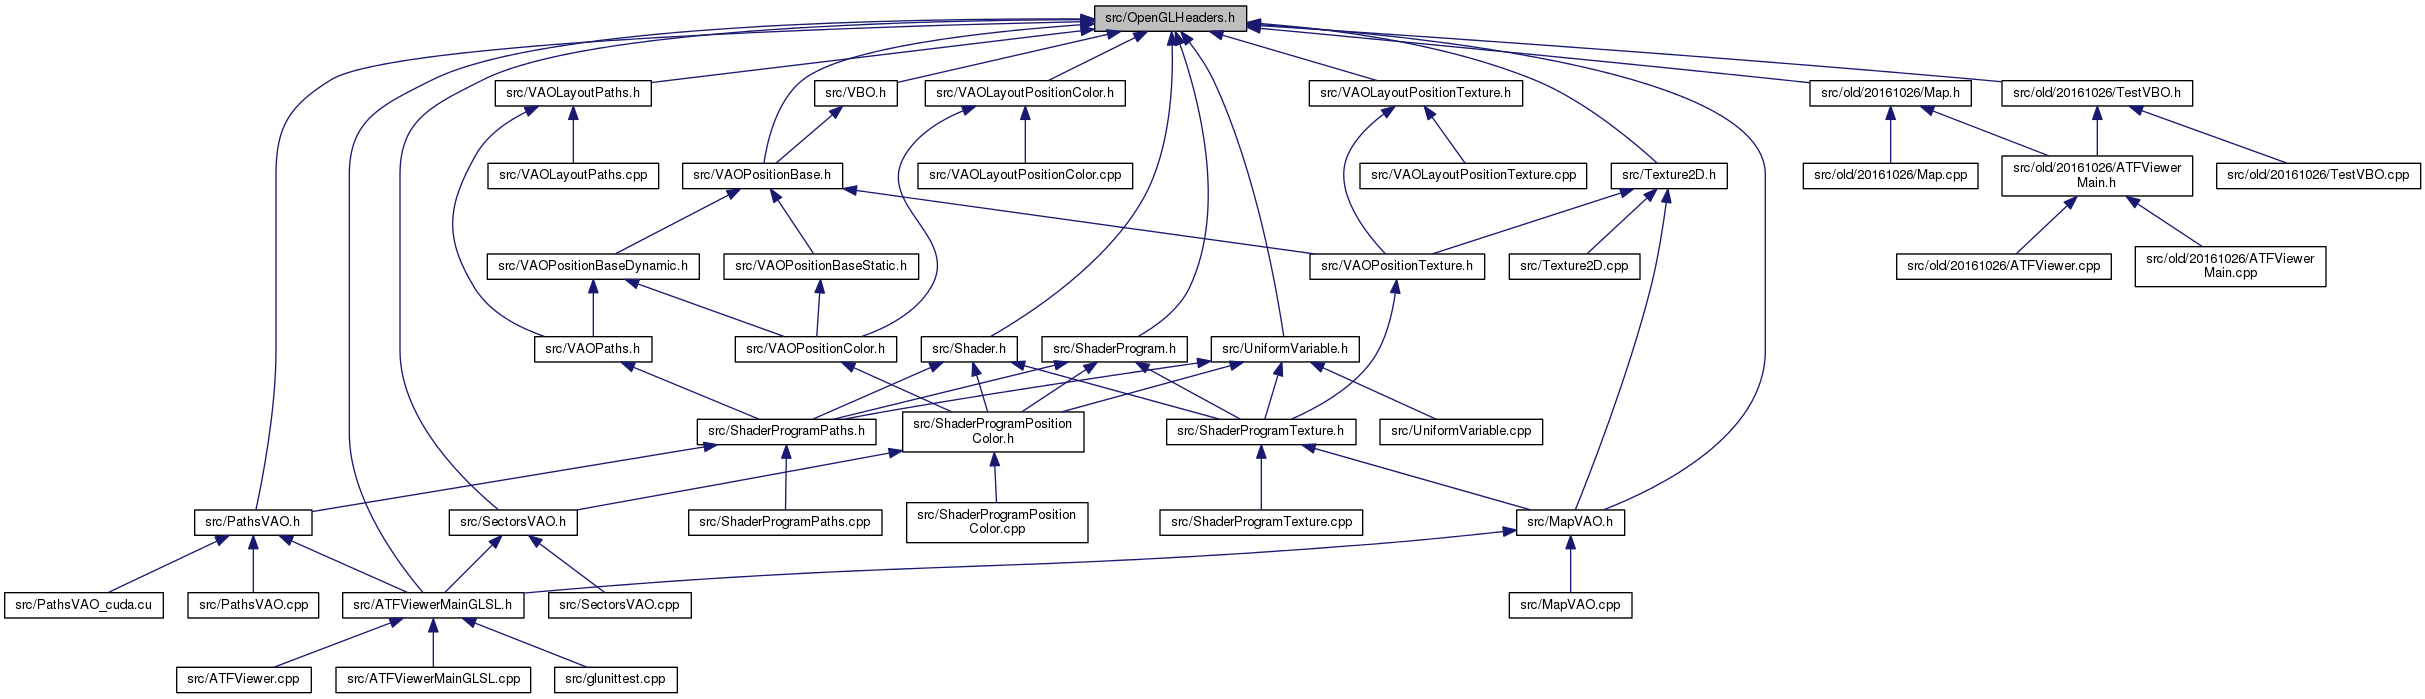 src/OpenGLHeaders.h
src/VAOLayoutPaths.h
src/VBO.h
src/VAOLayoutPositionColor.h
src/VAOLayoutPositionTexture.h
src/old/20161026/Map.h
src/old/20161026/TestVBO.h
src/VAOLayoutPaths.cpp
src/VAOPositionBase.h
src/VAOLayoutPositionColor.cpp
src/VAOLayoutPositionTexture.cpp
src/Texture2D.h
src/old/20161026/Map.cpp
src/old/20161026/ATFViewer
Main.h
src/old/20161026/TestVBO.cpp
src/VAOPositionBaseDynamic.h
src/VAOPositionBaseStatic.h
src/VAOPositionTexture.h
src/Texture2D.cpp
src/old/20161026/ATFViewer.cpp
src/old/20161026/ATFViewer
Main.cpp
src/VAOPaths.h
src/VAOPositionColor.h
src/Shader.h
src/ShaderProgram.h
src/UniformVariable.h
src/ShaderProgramPaths.h
src/ShaderProgramPosition
Color.h
src/ShaderProgramTexture.h
src/UniformVariable.cpp
src/PathsVAO.h
src/SectorsVAO.h
src/ShaderProgramPaths.cpp
src/ShaderProgramPosition
Color.cpp
src/ShaderProgramTexture.cpp
src/MapVAO.h
src/PathsVAO_cuda.cu
src/PathsVAO.cpp
src/ATFViewerMainGLSL.h
src/SectorsVAO.cpp
src/MapVAO.cpp
src/ATFViewer.cpp
src/ATFViewerMainGLSL.cpp
src/glunittest.cpp